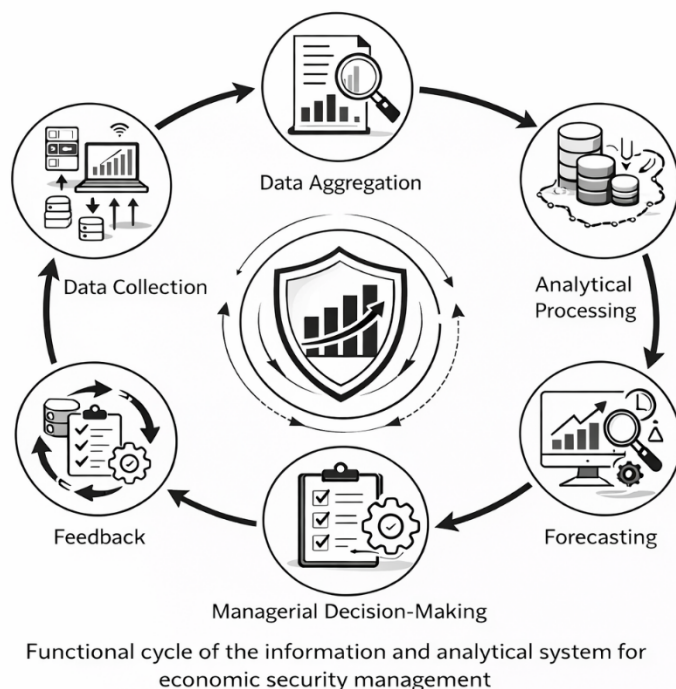 Data Aggregation
Data Collection
Analytical
Processing
Feedback
Forecasting
Managerial Decision-Making
Functional cycle of the information and analytical system for
economic security management